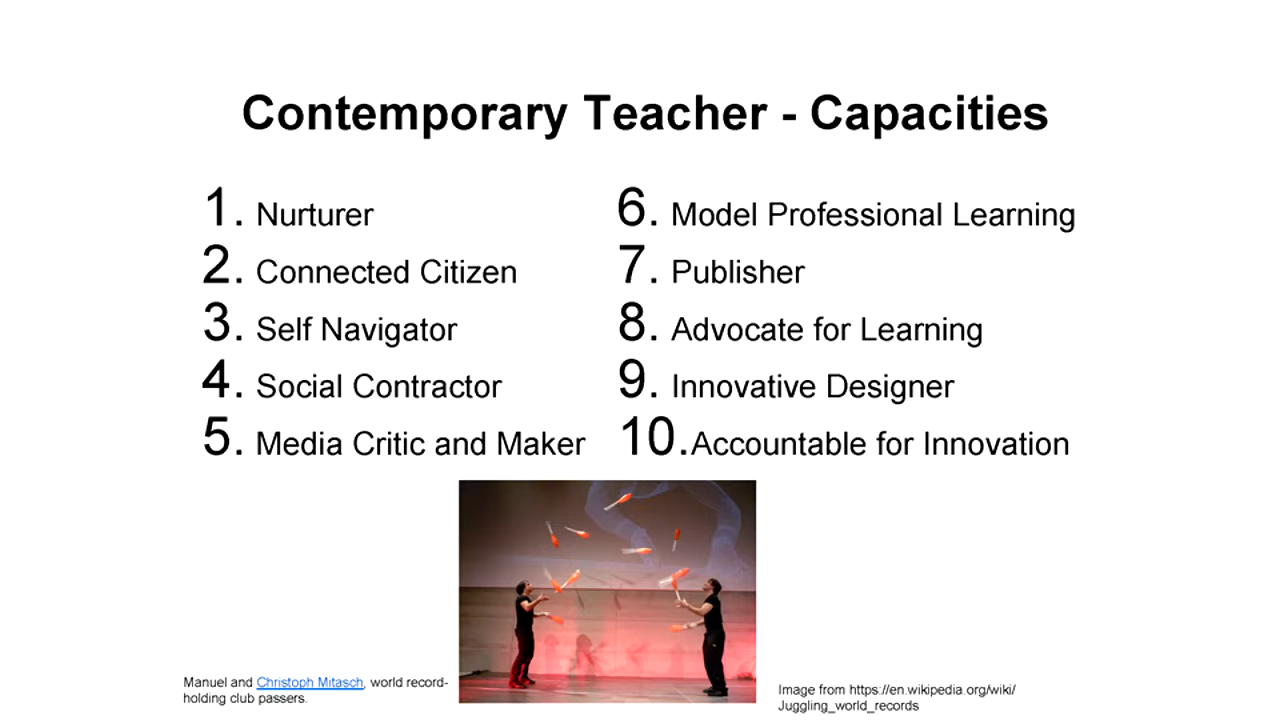 Contemporary Teacher - Capacities
1. Nurturer
2. Connected Citizen
3. Self Navigator
4. Social Contractor
5. Media Critic and Maker
6. Model Professional Learning
7. Publisher
8. Advocate for Learning
9. Innovative Designer
10.Accountable for Innovation
Manuel and Christoph Mitasch, world record-
holding club passers.
Image from https://en.wikipedia.org/wiki/
Juggling_world_records